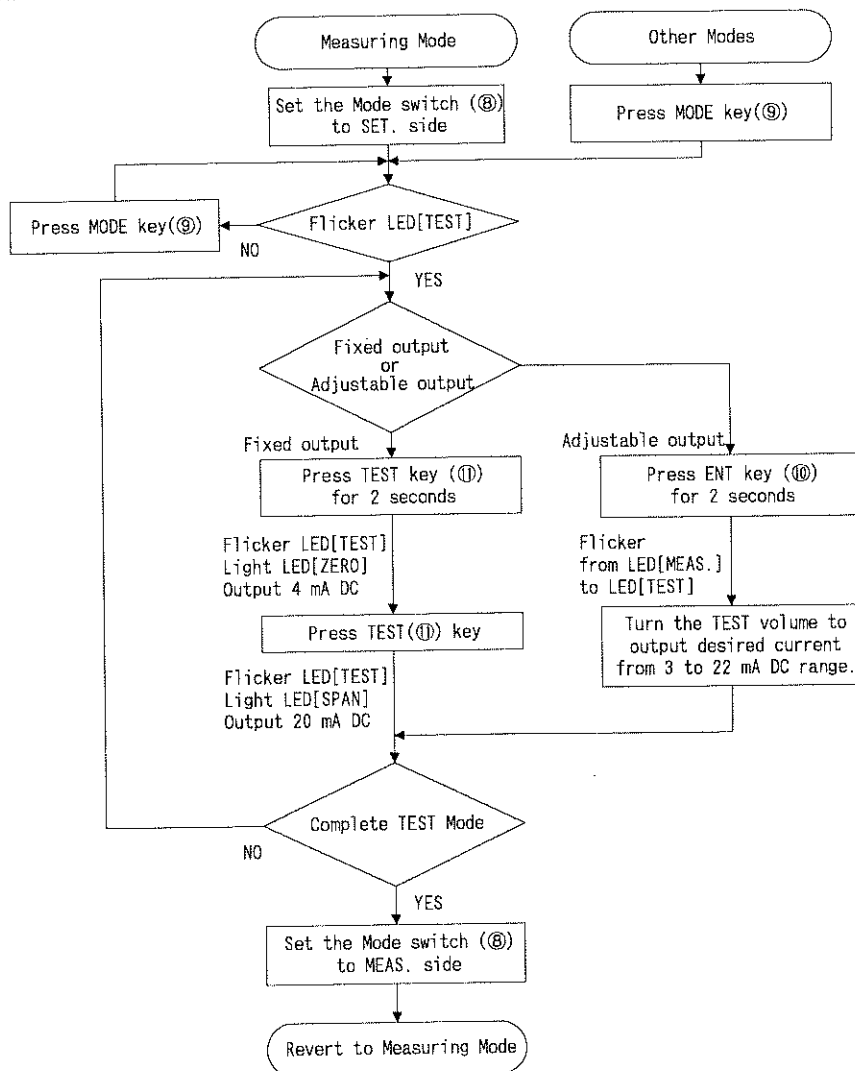 Measuring Mode
Other Modes
Set the Mode switch (⑧)
to SET. side
Press MODE key(⑨)
Press MODE key(⑨)
Flicker LED[TEST]
NO
YES
Fixed output
or
Adjustable output
Fixed output
Adjustable output
Press TEST key (⑪)
for 2 seconds
Press ENT key (⑩)
for 2 seconds
Flicker LED[TEST]
Light LED[ZERO]
Output 4 mA DC
Flicker
from LED[MEAS.]
to LED[TEST]
Press TEST(⑪) key
Turn the TEST volume to
output desired current
from 3 to 22 mA DC range.
Flicker LED[TEST]
Light LED[SPAN]
Output 20 mA DC
Complete TEST Mode
NO
YES
Set the Mode switch (⑧)
to MEAS. side
Revert to Measuring Mode